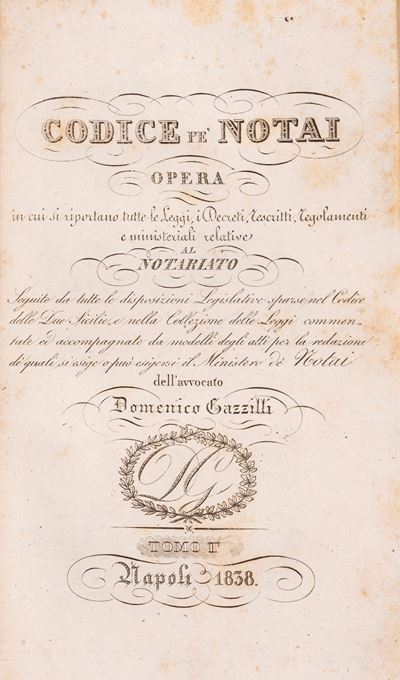 CODICE PE' NOTAI
OPERA
in cui si riportano tutte le Leggi, i Decreti, Rescritti, Regolamenti
e ministeriali relative
AL
NOTARIATO
Seguite da tutte le disposizioni Legislative sparse nel Codice
delle Due Sicilie, e nella Collezione delle Leggi commen-
tate ed accompagnate da modelli degli atti per la redazione
de' quali si esige o può esigersi il Ministero de' Notai
dell'avvocato
Domenico Gazzilli
DG
TOMO I°
Napoli 1838.